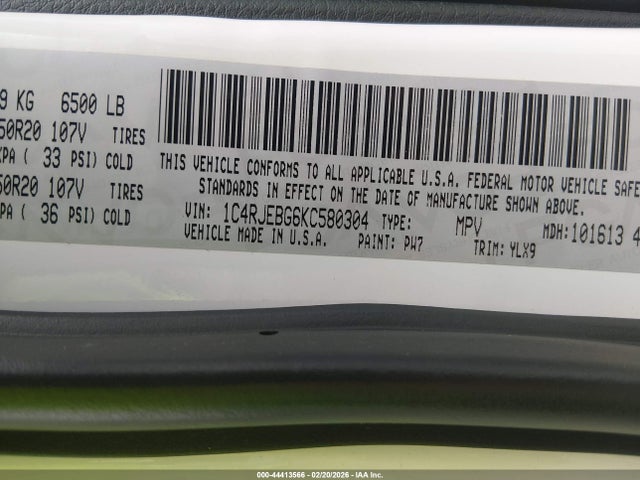 9 KG 6500 LB
50R20 107V TIRES
KPA ( 33 PSI) COLD
50R20 107V TIRES
KPA ( 36 PSI) COLD
THIS VEHICLE CONFORMS TO ALL APPLICABLE U.S.A. FEDERAL MOTOR VEHICLE SAFE
STANDARDS IN EFFECT ON THE DATE OF MANUFACTURE SHOWN ABOVE.
VIN: 1C4RJEBG6KC580304 TYPE: MPV MDH:101613 4
VEHICLE MADE IN U.S.A. PAINT: PW7 TRIM: YLX9
000-44413566 - 02/20/2026 - IAA Inc.